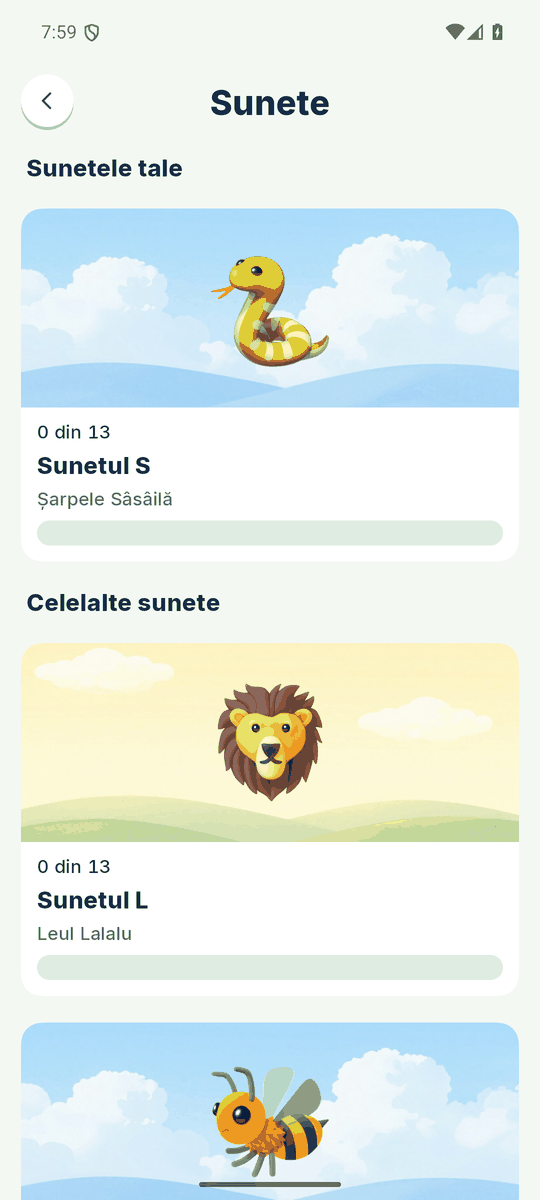 7:59
Sunete
Sunetele tale
0 din 13
Sunetul S
Șarpele Sâsâilă
Celelalte sunete
0 din 13
Sunetul L
Leul Lalalu